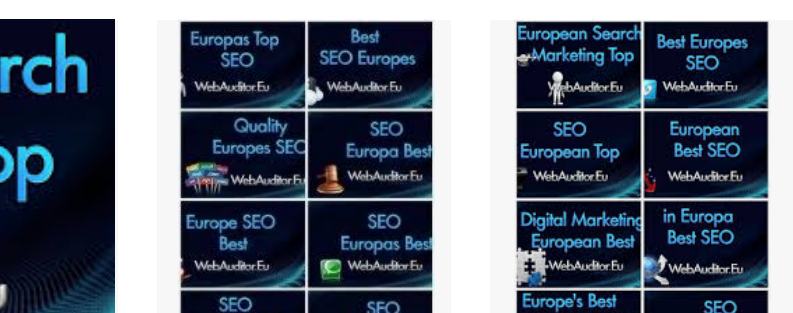 rch
op
Europas Top
SEO
WebAuditor.Eu
Best
SEO Europes
WebAuditor.Eu
Quality
Europes SEO
WebAuditor.Eu
SEO
Europa Best
WebAuditor.Eu
Europe SEO
Best
WebAuditor.Eu
SEO
Europas Best
WebAuditor.Eu
SEO
SEO
European Search
Marketing Top
WebAuditor.Eu
Best Europes
SEO
WebAuditor.Eu
SEO
European Top
WebAuditor.Eu
European
Best SEO
WebAuditor.Eu
Digital Marketing
European Best
WebAuditor.Eu
in Europa
Best SEO
WebAuditor.Eu
Europe's Best
SEO